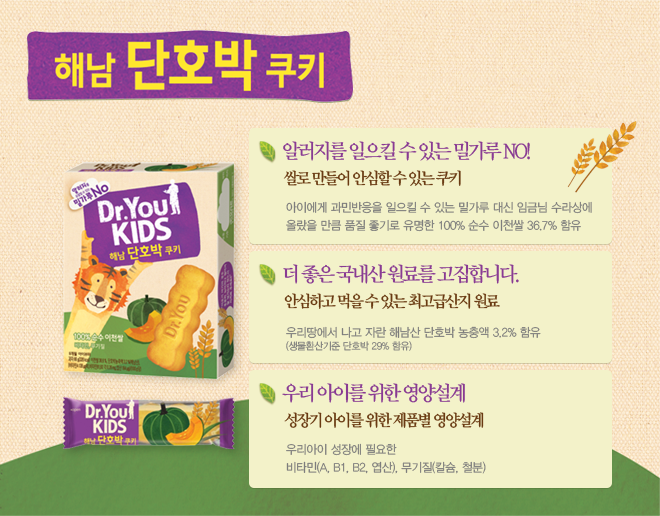 해남 단호박 쿠키
알러지를 일으킬 수 있는 밀가루 NO!
쌀로 만들어 안심할 수 있는 쿠키
아이에게 과민반응을 일으킬 수 있는 밀가루 대신 임금님 수라상에
올랐을 만큼 품질 좋기로 유명한 100% 순수 이천쌀 36.7% 함유
밀가루No
Dr.You
KIDS
해남 단호박 쿠키
Dr.YOU
100% 순수 이천쌀
더 좋은 국내산 원료를 고집합니다.
안심하고 먹을 수 있는 최고급산지 원료
우리땅에서 나고 자란 해남산 단호박 농충액 3.2% 함유
(생물환산기준 단호박 29% 함유)
우리 아이를 위한 영양설계
성장기 아이를 위한 제품별 영양설계
우리아이 성장에 필요한
비타민(A, B1, B2, 엽산), 무기질(칼슘, 철분)
Dr.You
KIDS
해남 단호박 쿠키